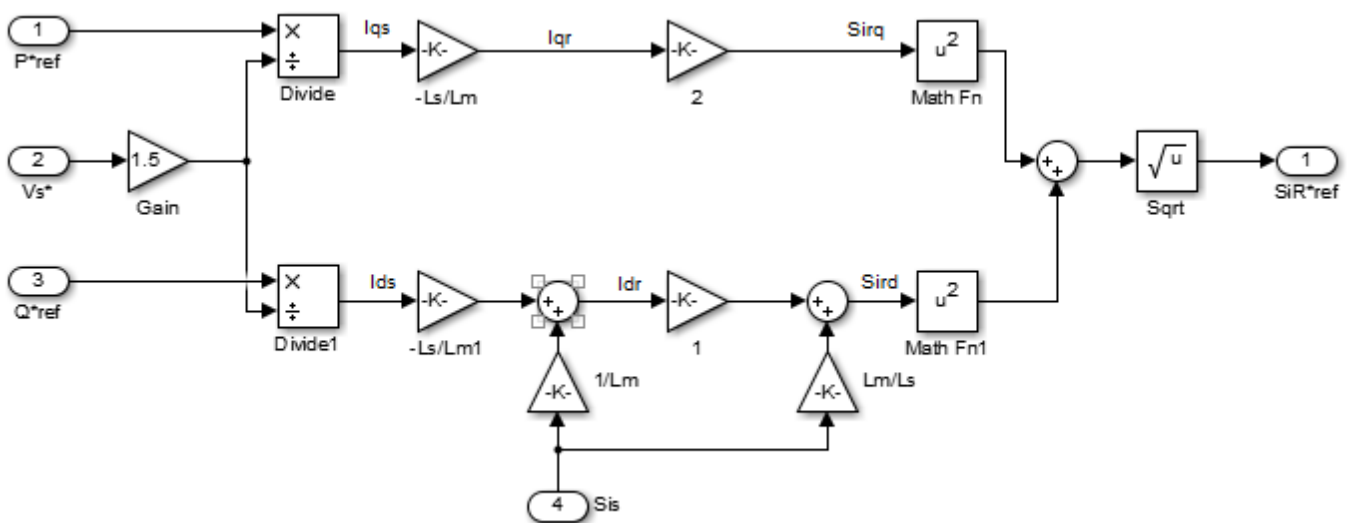 1
P*ref
×
÷
Divide
Iqs
-K-
-Ls/Lm
Iqr
-K-
2
Sirq
u²
Math Fn
2
Vs*
1.5
Gain
+
+
√u
Sqrt
1
SiR*ref
3
Q*ref
×
÷
Divide1
Ids
-K-
-Ls/Lm1
+
+
Idr
-K-
1
+
+
Sird
u²
Math Fn1
-K-
1/Lm
-K-
Lm/Ls
4
Sis